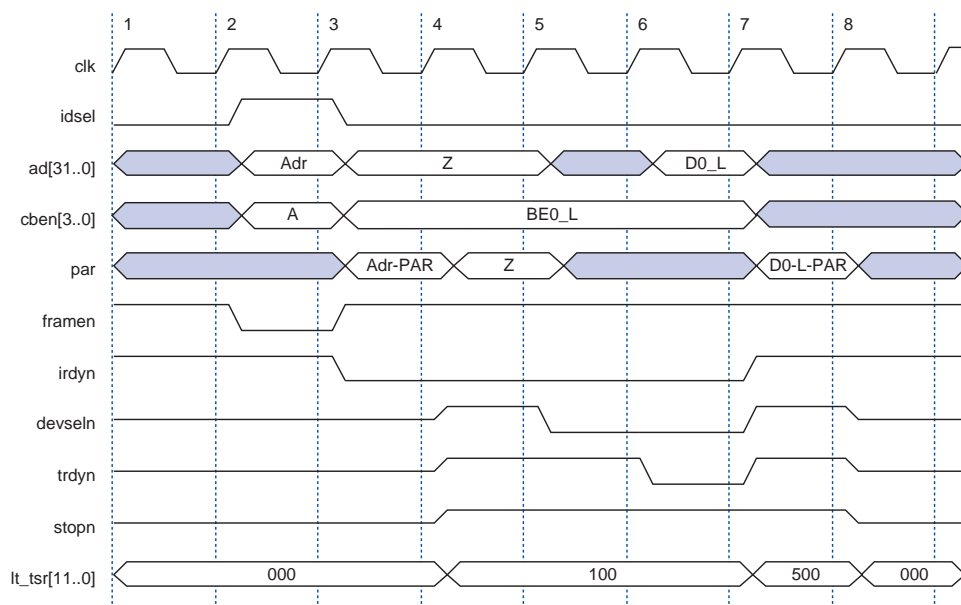 1 2 3 4 5 6 7 8
clk
idsel
ad[31..0] Adr Z D0_L
cben[3..0] A BE0_L
par Adr-PAR Z D0-L-PAR
framen
irdyn
devseln
trdyn
stopn
lt_tsr[11..0] 000 100 500 000